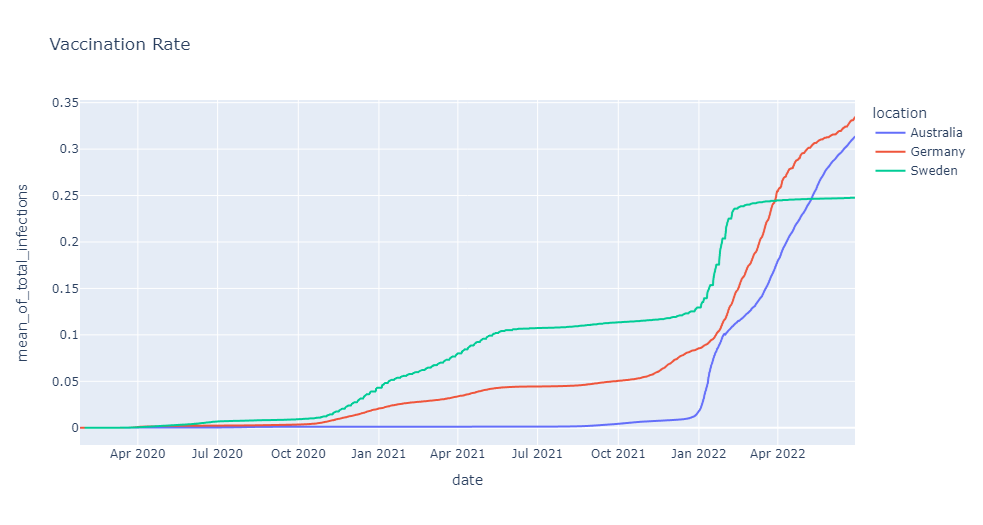 Vaccination Rate
mean_of_total_infections
0.35
0.3
0.25
0.2
0.15
0.1
0.05
0
Apr 2020 Jul 2020 Oct 2020 Jan 2021 Apr 2021 Jul 2021 Oct 2021 Jan 2022 Apr 2022
date
location
Australia
Germany
Sweden